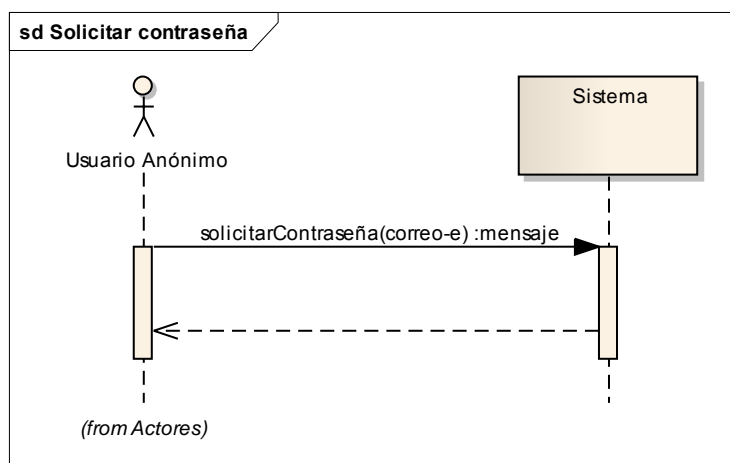 sd Solicitar contraseña
Sistema
Usuario Anónimo
solicitarContraseña(correo-e) :mensaje
(from Actores)